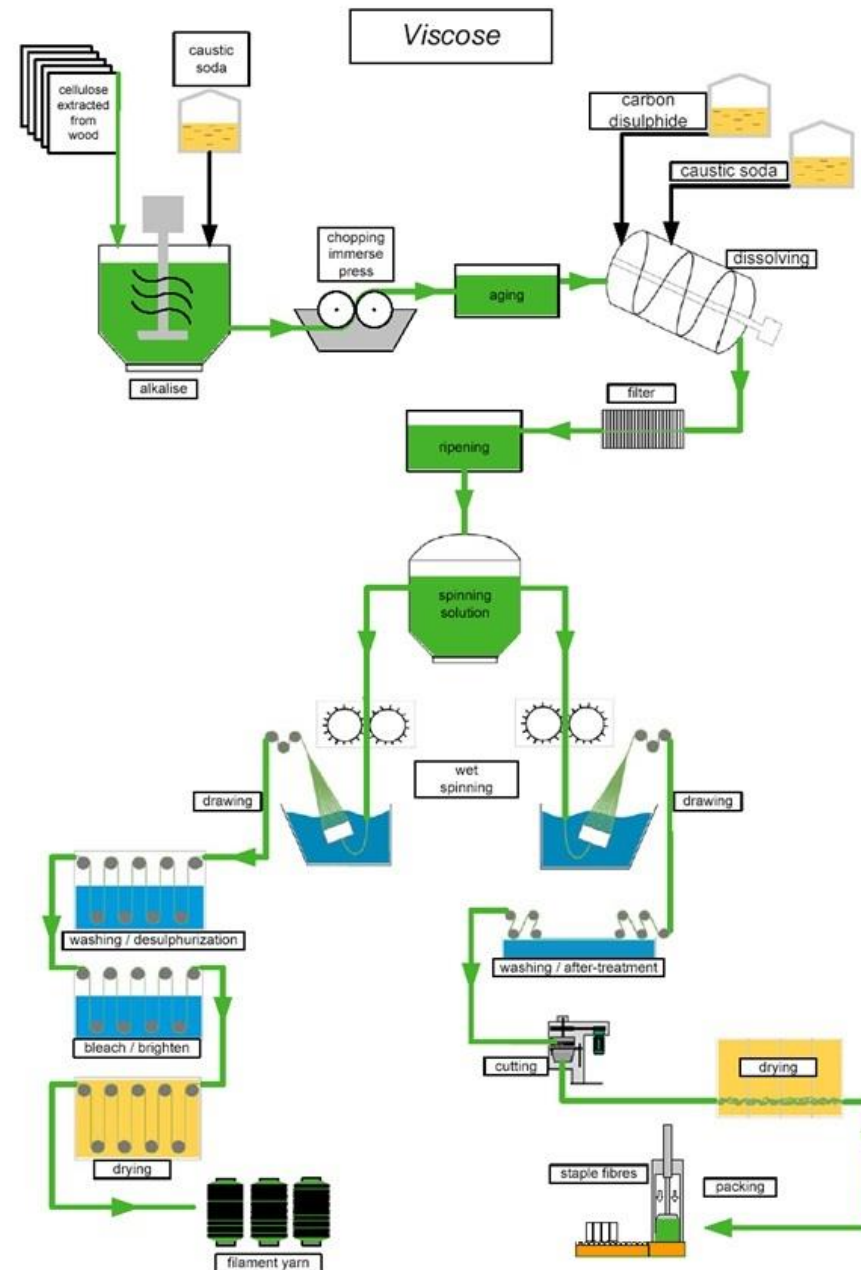 Viscose
cellulose
extracted
from
wood
caustic
soda
carbon
disulphide
caustic soda
chopping
immerse
press
aging
dissolving
alkalise
filter
ripening
spinning
solution
wet
spinning
drawing
drawing
washing / desulphurization
washing / after-treatment
bleach / brighten
cutting
drying
drying
staple fibres
packing
filament yarn